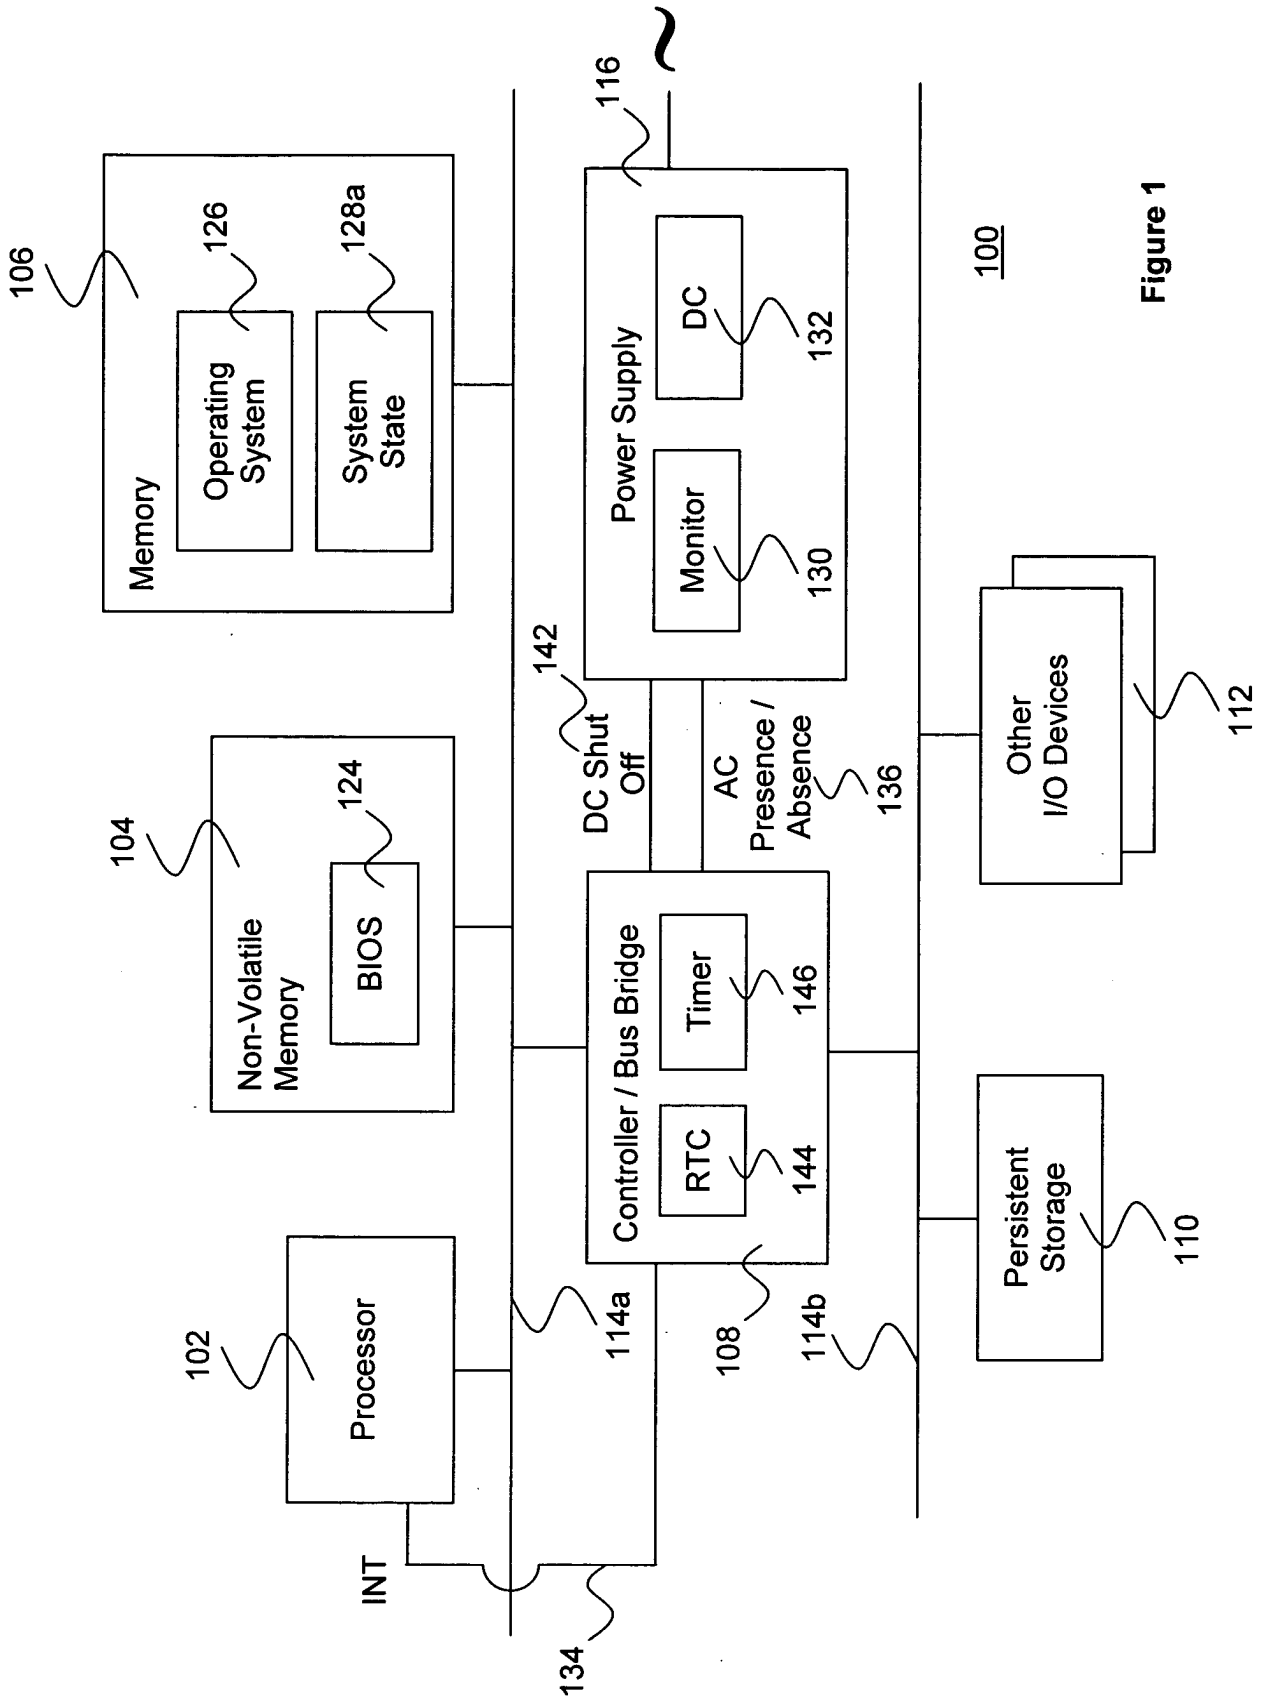 102
Processor
INT
134
104
Non-Volatile
Memory
BIOS
124
106
Memory
Operating
System
126
System
State
128a
114a
Controller / Bus Bridge
RTC
144
Timer
146
108
DC Shut
Off
142
AC
Presence /
Absence
136
116
Power Supply
Monitor
130
DC
132
~
114b
Persistent
Storage
110
Other
I/O Devices
112
100
Figure 1